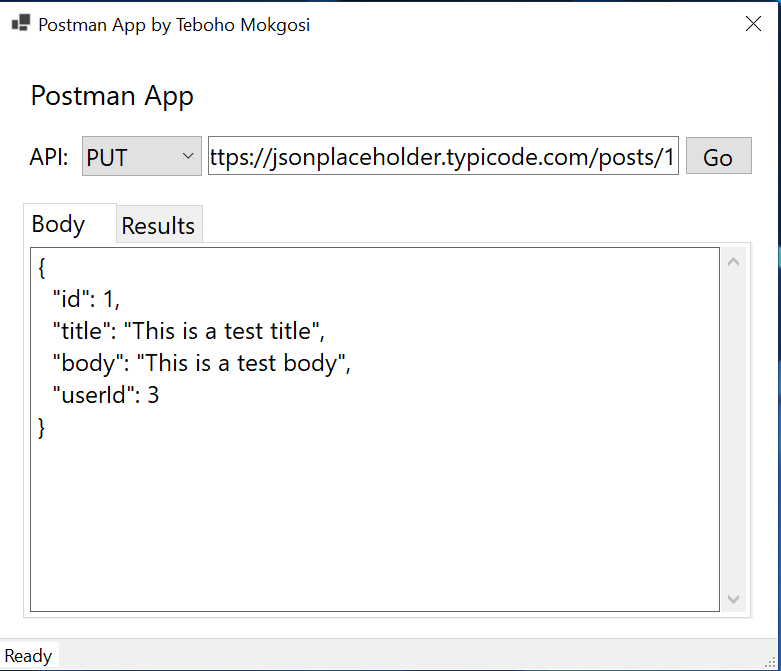 Postman App by Teboho Mokgosi
Postman App
API: PUT ttps://jsonplaceholder.typicode.com/posts/1 Go
Body Results
{
"id": 1,
"title": "This is a test title",
"body": "This is a test body",
"userId": 3
}
Ready